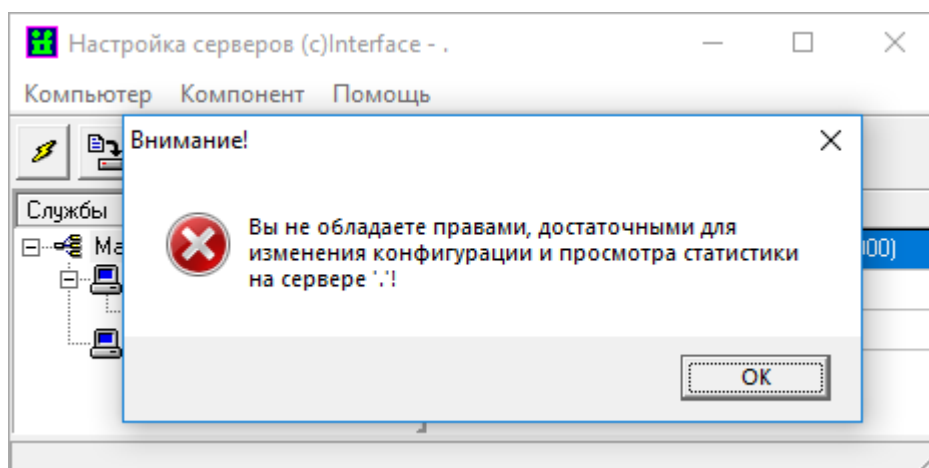 Настройка серверов (c)Interface - .
Компьютер Компонент Помощь
Внимание!
Службы
Вы не обладаете правами, достаточными для
изменения конфигурации и просмотра статистики
на сервере '.'!
OK